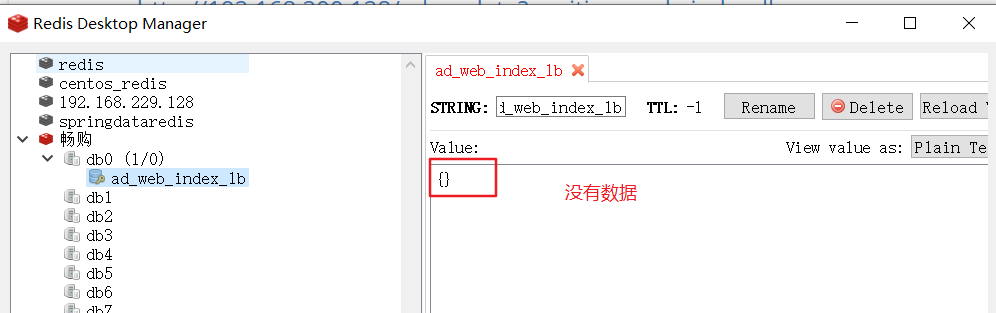 Redis Desktop Manager
redis
centos_redis
192.168.229.128
springdataredis
畅购
db0 (1/0)
ad_web_index_lb
db1
db2
db3
db4
db5
db6
ad_web_index_lb
STRING: i_web_index_lb TTL: -1 Rename Delete Reload
Value: View value as: Plain Te
{}
没有数据